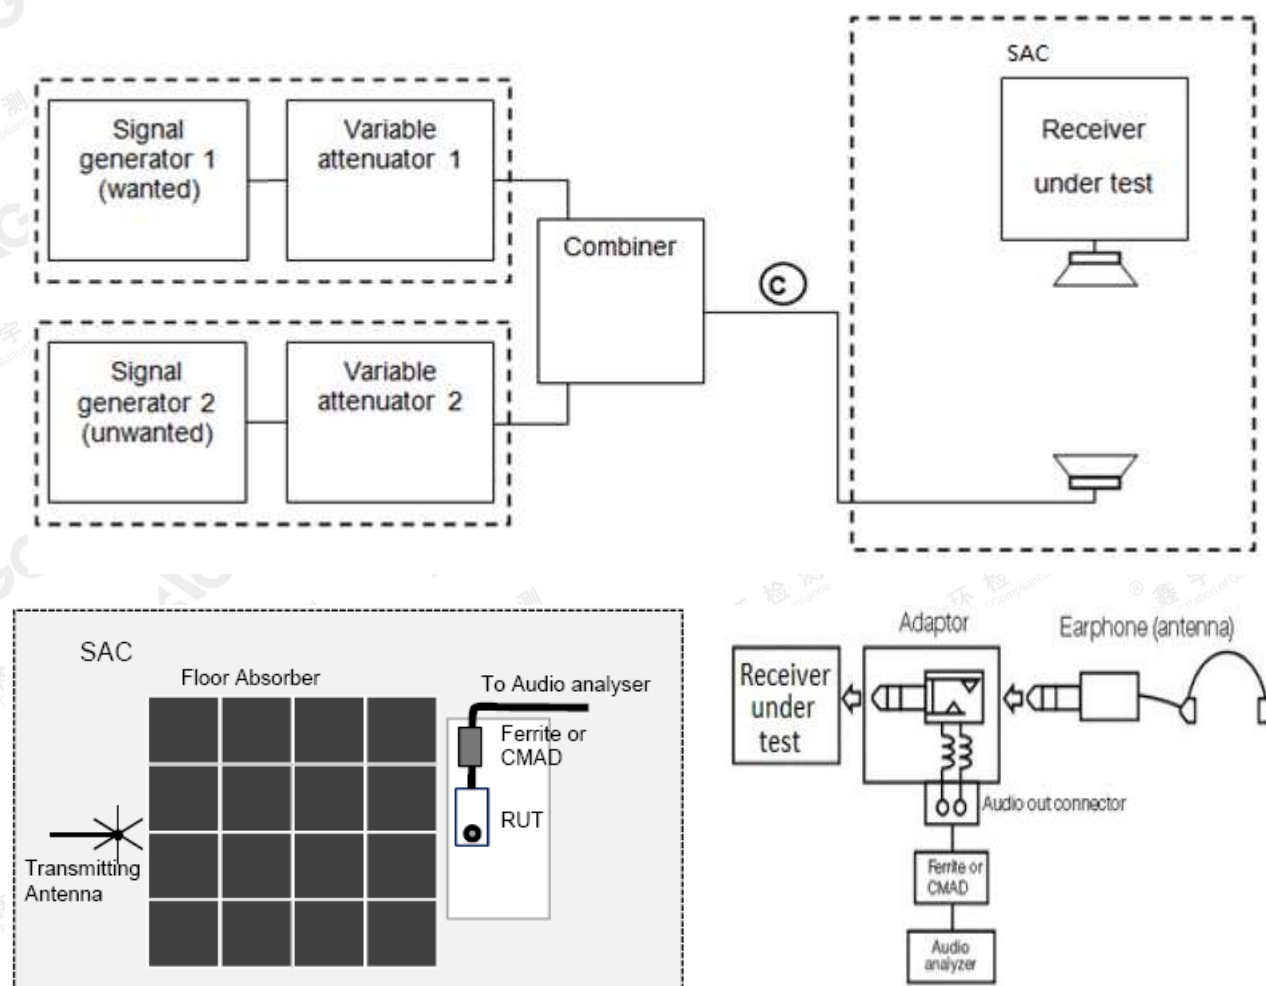 SAC
Signal
generator 1
(wanted)
Variable
attenuator 1
Receiver
under test
Combiner
C
Signal
generator 2
(unwanted)
Variable
attenuator 2
SAC
Floor Absorber
To Audio analyser
Ferrite or
CMAD
RUT
Transmitting
Antenna
Adaptor
Earphone (antenna)
Receiver
under
test
Audio out connector
Ferrite or
CMAD
Audio
analyzer